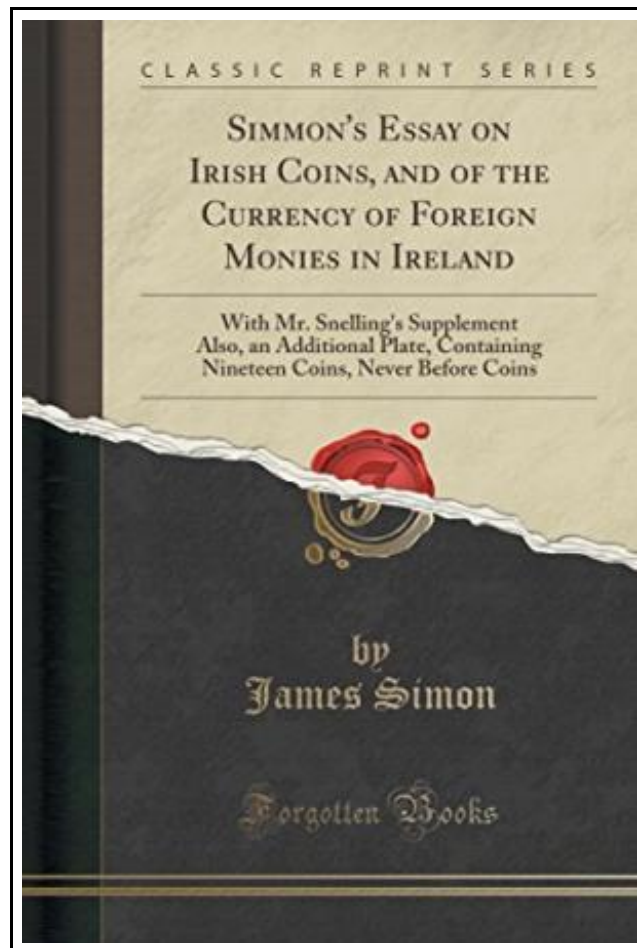 CLASSIC REPRINT SERIES
SIMMON'S ESSAY ON
IRISH COINS, AND OF THE
CURRENCY OF FOREIGN
MONIES IN IRELAND
With Mr. Snelling's Supplement
Also, an Additional Plate, Containing
Nineteen Coins, Never Before Coins
by
James Simon
Forgotten Books